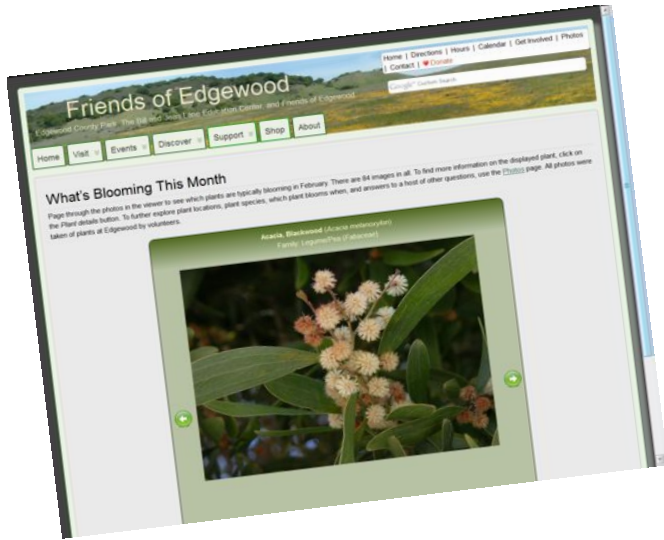 Home | Directions | Hours | Calendar | Get Involved | Photos
| Contact | Donate
Google Custom Search
Friends of Edgewood
Edgewood County Park, The Bill and Jean Lane Education Center, and Friends of Edgewood
Home Visit Events Discover Support Shop About
What's Blooming This Month
Page through the photos in the viewer to see which plants are typically blooming in February. There are 84 images in all. To find more information on the displayed plant, click on
the Plant details button. To further explore plant locations, plant species, which plant blooms when, and answers to a host of other questions, use the Photos page. All photos were
taken of plants at Edgewood by volunteers.
Acacia, Blackwood (Acacia melanoxylon)
Family: Legume/Pea (Fabaceae)